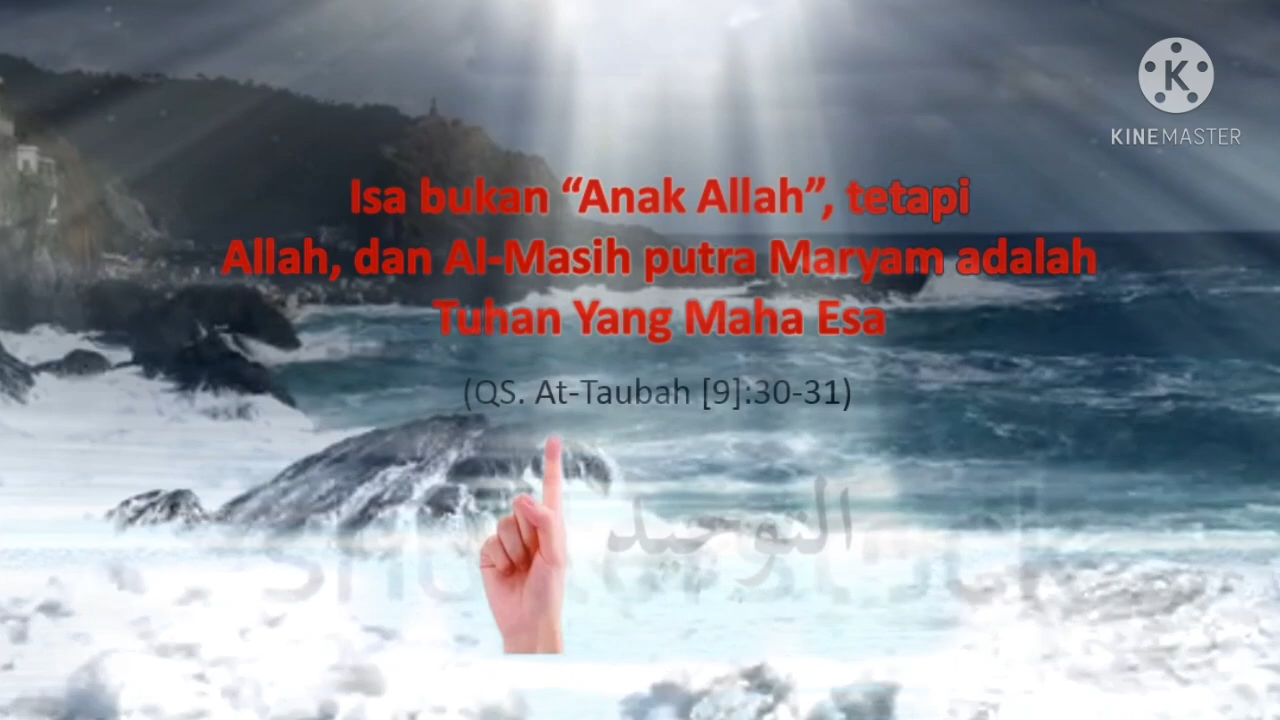 KINEMASTER
Isa bukan “Anak Allah”, tetapi
Allah, dan Al-Masih putra Maryam adalah
Tuhan Yang Maha Esa
(QS. At-Taubah [9]:30-31)
التوحيد